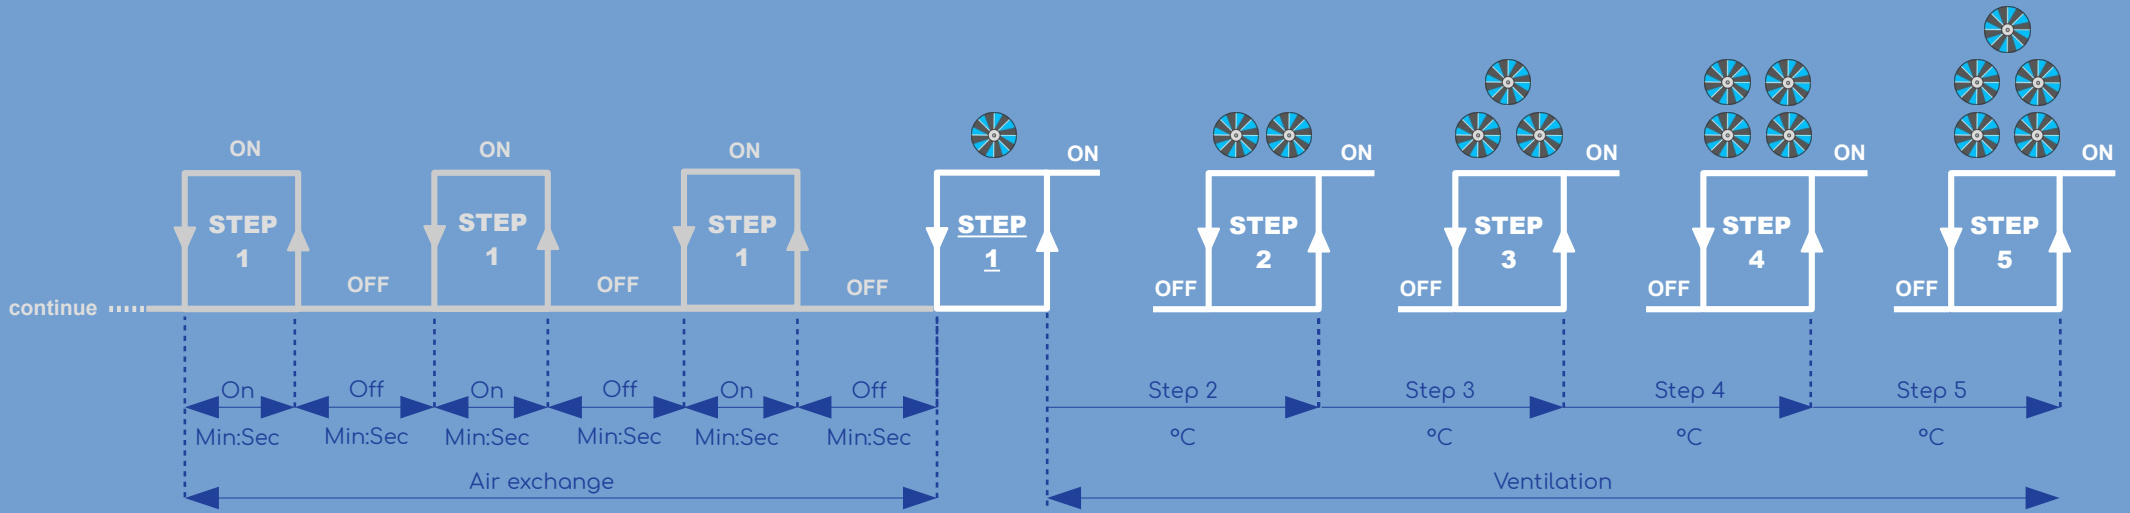 ON
ON
ON
ON
ON
ON
ON
ON
STEP
1
STEP
1
STEP
1
STEP
1
STEP
2
STEP
3
STEP
4
STEP
5
OFF
OFF
OFF
OFF
OFF
OFF
OFF
continue
On
Off
On
Off
On
Off
Step 2
Step 3
Step 4
Step 5
Min:Sec
Min:Sec
Min:Sec
Min:Sec
Min:Sec
Min:Sec
°C
°C
°C
°C
Air exchange
Ventilation